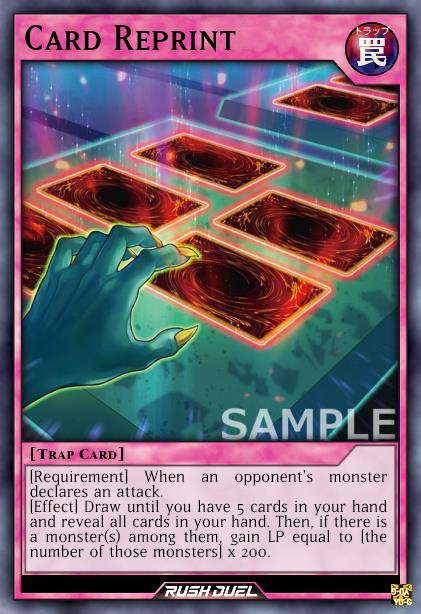 Card Reprint
トラップ
罠
SAMPLE
[Trap Card]
[Requirement] When an opponent's monster
declares an attack.
[Effect] Draw until you have 5 cards in your hand
and reveal all cards in your hand. Then, if there is
a monster(s) among them, gain LP equal to [the
number of those monsters] x 200.
RUSH DUEL